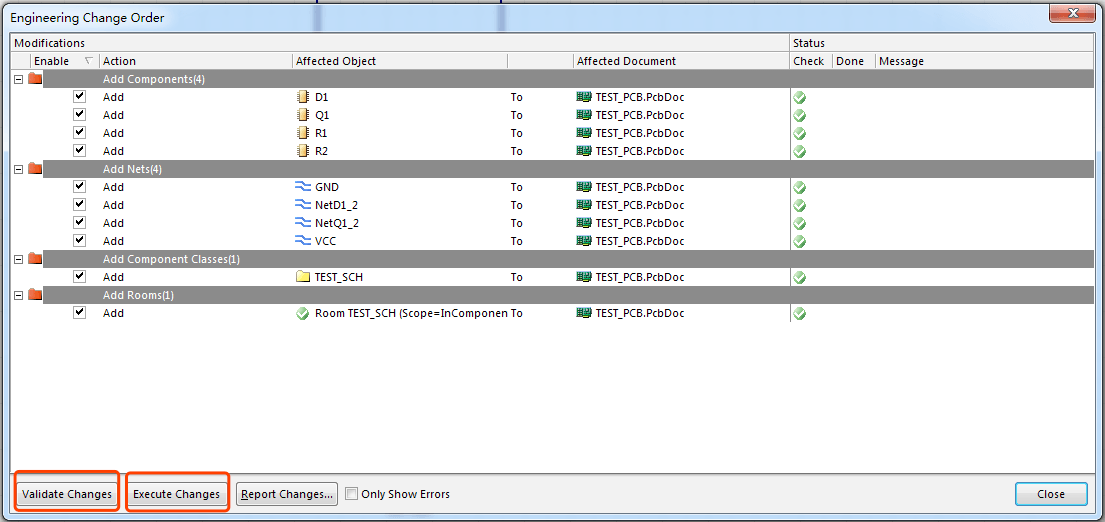 Engineering Change Order
Modifications Status
Enable Action Affected Object Affected Document Check Done Message
Add Components(4)
Add D1 To TEST_PCB.PcbDoc
Add Q1 To TEST_PCB.PcbDoc
Add R1 To TEST_PCB.PcbDoc
Add R2 To TEST_PCB.PcbDoc
Add Nets(4)
Add GND To TEST_PCB.PcbDoc
Add NetD1_2 To TEST_PCB.PcbDoc
Add NetQ1_2 To TEST_PCB.PcbDoc
Add VCC To TEST_PCB.PcbDoc
Add Component Classes(1)
Add TEST_SCH To TEST_PCB.PcbDoc
Add Rooms(1)
Add Room TEST_SCH (Scope=InComponen To TEST_PCB.PcbDoc
Validate Changes Execute Changes Report Changes... Only Show Errors Close